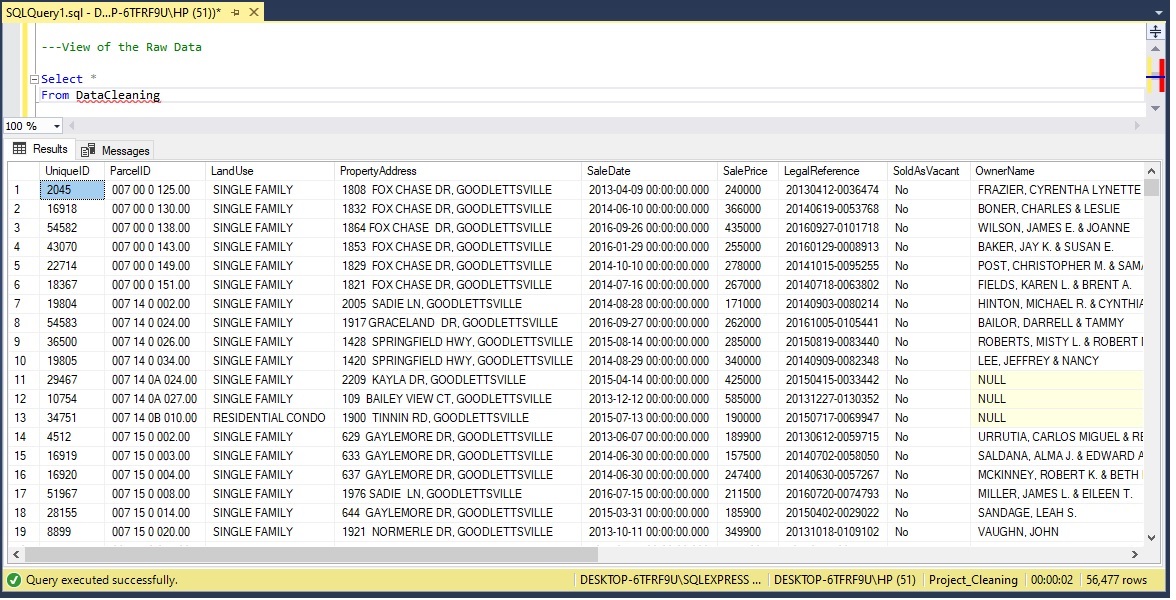 SQLQuery1.sql - D...P-6TFRF9U\HP (51))*
---View of the Raw Data
Select *
From DataCleaning
100 %
Results Messages
UniqueID ParcelID LandUse PropertyAddress SaleDate SalePrice LegalReference SoldAsVacant OwnerName
1 2045 007 00 0 125.00 SINGLE FAMILY 1808 FOX CHASE DR, GOODLETTSVILLE 2013-04-09 00:00:00.000 240000 20130412-0036474 No FRAZIER, CYRENTHA LYNETTE
2 16918 007 00 0 130.00 SINGLE FAMILY 1832 FOX CHASE DR, GOODLETTSVILLE 2014-06-10 00:00:00.000 366000 20140619-0053768 No BONER, CHARLES & LESLIE
3 54582 007 00 0 138.00 SINGLE FAMILY 1864 FOX CHASE DR, GOODLETTSVILLE 2016-09-26 00:00:00.000 435000 20160927-0101718 No WILSON, JAMES E. & JOANNE
4 43070 007 00 0 143.00 SINGLE FAMILY 1853 FOX CHASE DR, GOODLETTSVILLE 2016-01-29 00:00:00.000 255000 20160129-0008913 No BAKER, JAY K. & SUSAN E.
5 22714 007 00 0 149.00 SINGLE FAMILY 1829 FOX CHASE DR, GOODLETTSVILLE 2014-10-10 00:00:00.000 278000 20141015-0095255 No POST, CHRISTOPHER M. & SAMA
6 18367 007 00 0 151.00 SINGLE FAMILY 1821 FOX CHASE DR, GOODLETTSVILLE 2014-07-16 00:00:00.000 267000 20140718-0063802 No FIELDS, KAREN L. & BRENT A.
7 19804 007 14 0 002.00 SINGLE FAMILY 2005 SADIE LN, GOODLETTSVILLE 2014-08-28 00:00:00.000 171000 20140903-0080214 No HINTON, MICHAEL R. & CYNTHIA
8 54583 007 14 0 024.00 SINGLE FAMILY 1917 GRACELAND DR, GOODLETTSVILLE 2016-09-27 00:00:00.000 262000 20161005-0105441 No BAILOR, DARRELL & TAMMY
9 36500 007 14 0 026.00 SINGLE FAMILY 1428 SPRINGFIELD HWY, GOODLETTSVILLE 2015-08-14 00:00:00.000 285000 20150819-0083440 No ROBERTS, MISTY L. & ROBERT
10 19805 007 14 0 034.00 SINGLE FAMILY 1420 SPRINGFIELD HWY, GOODLETTSVILLE 2014-08-29 00:00:00.000 340000 20140909-0082348 No LEE, JEFFREY & NANCY
11 29467 007 14 0A 024.00 SINGLE FAMILY 2209 KAYLA DR, GOODLETTSVILLE 2015-04-14 00:00:00.000 425000 20150415-0033442 No NULL
12 10754 007 14 0A 027.00 SINGLE FAMILY 109 BAILEY VIEW CT, GOODLETTSVILLE 2013-12-12 00:00:00.000 585000 20131227-0130352 No NULL
13 34751 007 14 0B 010.00 RESIDENTIAL CONDO 1900 TINNIN RD, GOODLETTSVILLE 2015-07-13 00:00:00.000 190000 20150717-0069947 No NULL
14 4512 007 15 0 002.00 SINGLE FAMILY 629 GAYLEMORE DR, GOODLETTSVILLE 2013-06-07 00:00:00.000 189900 20130612-0059715 No URRUTIA, CARLOS MIGUEL & RE
15 16919 007 15 0 003.00 SINGLE FAMILY 633 GAYLEMORE DR, GOODLETTSVILLE 2014-06-30 00:00:00.000 157500 20140702-0058050 No SALDANA, ALMA J. & EDWARD A
16 16920 007 15 0 004.00 SINGLE FAMILY 637 GAYLEMORE DR, GOODLETTSVILLE 2014-06-30 00:00:00.000 247400 20140630-0057267 No MCKINNEY, ROBERT K. & BETH
17 51967 007 15 0 008.00 SINGLE FAMILY 1976 SADIE LN, GOODLETTSVILLE 2016-07-15 00:00:00.000 211500 20160720-0074793 No MILLER, JAMES L. & EILEEN T.
18 28155 007 15 0 014.00 SINGLE FAMILY 644 GAYLEMORE DR, GOODLETTSVILLE 2015-03-31 00:00:00.000 185900 20150402-0029022 No SANDAGE, LEAH S.
19 8899 007 15 0 020.00 SINGLE FAMILY 1921 NORMERLE DR, GOODLETTSVILLE 2013-10-11 00:00:00.000 349900 20131018-0109102 No VAUGHN, JOHN
Query executed successfully. DESKTOP-6TFRF9U\SQLEXPRESS ... DESKTOP-6TFRF9U\HP (51) Project_Cleaning 00:00:02 56,477 rows